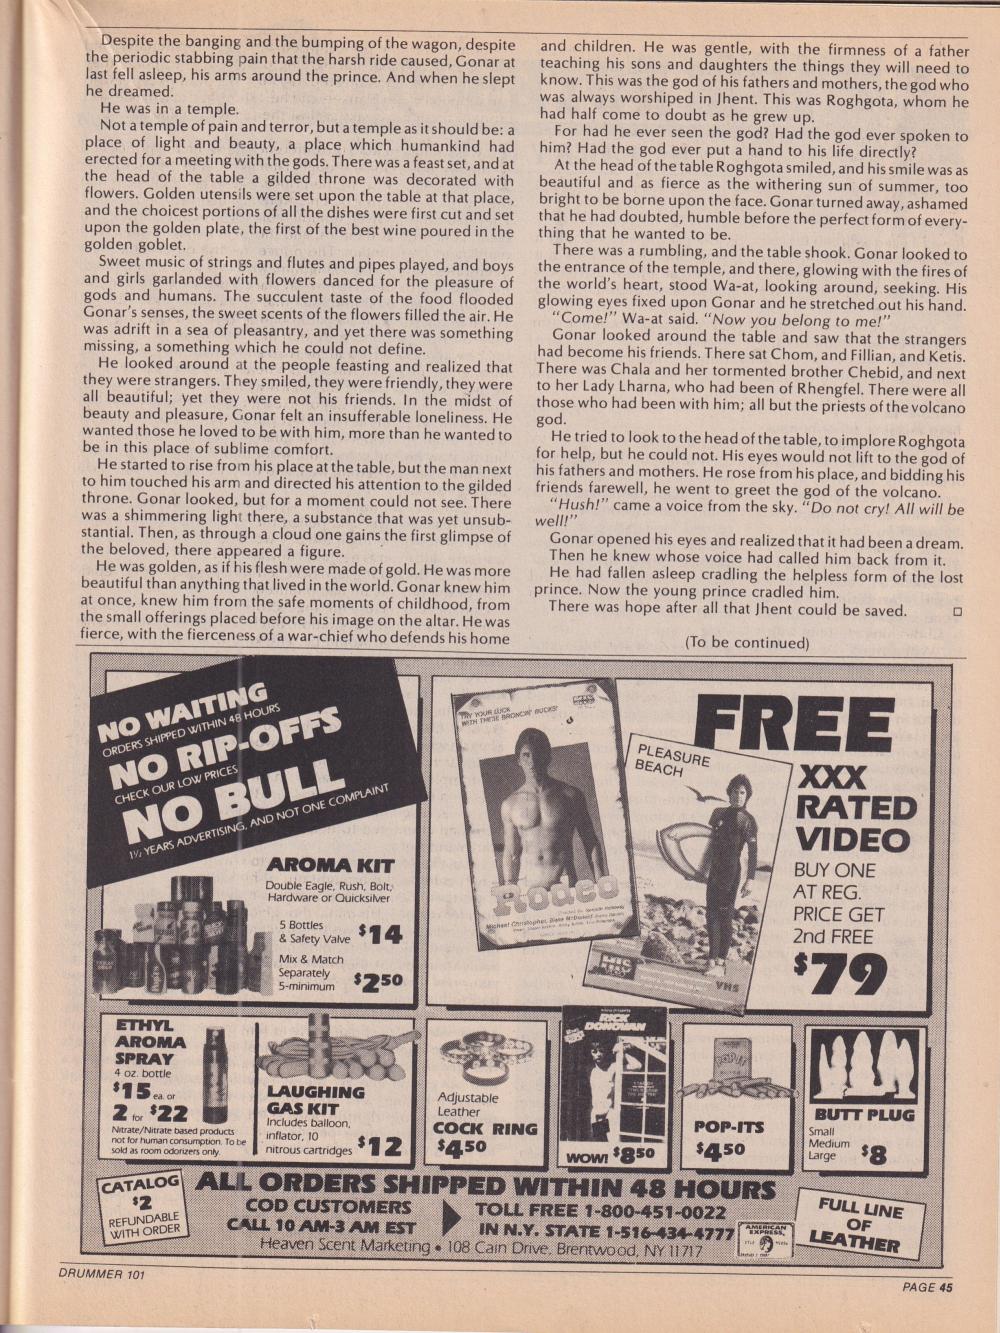 Despite the banging and the bumping of the wagon, despite
the periodic stabbing pain that the harsh ride caused, Gonar at
last fell asleep, his arms around the prince. And when he slept
he dreamed.
He was in a temple.
Not a temple of pain and terror, but a temple as it should be: a
place of light and beauty, a place which humankind had
erected for a meeting with the gods. There was a feast set, and at
the head of the table a gilded throne was decorated with
flowers. Golden utensils were set upon the table at that place,
and the choicest portions of all the dishes were first cut and set
upon the golden plate, the first of the best wine poured in the
golden goblet.
Sweet music of strings and flutes and pipes played, and boys
and girls garlanded with flowers danced for the pleasure of
gods and humans. The succulent taste of the food flooded
Gonar's senses, the sweet scents of the flowers filled the air. He
was adrift in a sea of pleasantry, and yet there was something
missing, a something which he could not define.
He looked around at the people feasting and realized that
they were strangers. They smiled, they were friendly, they were
all beautiful; yet they were not his friends. In the midst of
beauty and pleasure, Gonar felt an insufferable loneliness. He
wanted those he loved to be with him, more than he wanted to
be in this place of sublime comfort.
He started to rise from his place at the table, but the man next
to him touched his arm and directed his attention to the gilded
throne. Gonar looked, but for a moment could not see. There
was a shimmering light there, a substance that was yet unsub-
stantial. Then, as through a cloud one gains the first glimpse of
the beloved, there appeared a figure.
He was golden, as if his flesh were made of gold. He was more
beautiful than anything that lived in the world. Gonar knew him
at once, knew him from the safe moments of childhood, from
the small offerings placed before his image on the altar. He was
fierce, with the fierceness of a war-chief who defends his home
and children. He was gentle, with the firmness of a father
teaching his sons and daughters the things they will need to
know. This was the god of his fathers and mothers, the god who
was always worshiped in Jhent. This was Roghgota, whom he
had half come to doubt as he grew up.
For had he ever seen the god? Had the god ever spoken to
him? Had the god ever put a hand to his life directly?
At the head of the table Roghgota smiled, and his smile was as
beautiful and as fierce as the withering sun of summer, too
bright to be borne upon the face. Gonar turned away, ashamed
that he had doubted, humble before the perfect form of every-
thing that he wanted to be.
There was a rumbling, and the table shook. Gonar looked to
the entrance of the temple, and there, glowing with the fires of
the world's heart, stood Wa-at, looking around, seeking. His
glowing eyes fixed upon Gonar and he stretched out his hand.
"Come!" Wa-at said. "Now you belong to me!"
Gonar looked around the table and saw that the strangers
had become his friends. There sat Chom, and Fillian, and Ketis.
There was Chala and her tormented brother Chebid, and next
to her Lady Lharna, who had been of Rhengfel. There were all
those who had been with him; all but the priests of the volcano
god.
He tried to look to the head of the table, to implore Roghgota
for help, but he could not. His eyes would not lift to the god of
his fathers and mothers. He rose from his place, and bidding his
friends farewell, he went to greet the god of the volcano.
"Hush!" came a voice from the sky. "Do not cry! All will be
well!"
Gonar opened his eyes and realized that it had been a dream.
Then he knew whose voice had called him back from it.
He had fallen asleep cradling the helpless form of the lost
prince. Now the young prince cradled him.
There was hope after all that Jhent could be saved. □
(To be continued)
NO WAITING
ORDERS SHIPPED WITHIN 48 HOURS
NO RIP-OFFS
CHECK OUR LOW PRICES
NO BULL
1½ YEARS ADVERTISING, AND NOT ONE COMPLAINT
AROMA KIT
Double Eagle, Rush, Bolt,
Hardware or Quicksilver
5 Bottles
& Safety Valve $14
Mix & Match
Separately
5-minimum $2⁵⁰
TRY YOUR LUCK
WITH THESE BRONCIN' BUCKS!
Rodeo
PLEASURE
BEACH
VHS
FREE
XXX
RATED
VIDEO
BUY ONE
AT REG.
PRICE GET
2nd FREE
$79
ETHYL
AROMA
SPRAY
4 oz. bottle
$15 ea. or
2 for $22
Nitrate/Nitrate based products
not for human consumption. To be
sold as room odorizers only.
LAUGHING
GAS KIT
Includes balloon,
inflator, 10
nitrous cartridges $12
Adjustable
Leather
COCK RING
$4⁵⁰
RICK
DONOVAN
WOW! $8⁵⁰
POP-ITS
$4⁵⁰
BUTT PLUG
Small
Medium
Large $8
CATALOG
$2
REFUNDABLE
WITH ORDER
ALL ORDERS SHIPPED WITHIN 48 HOURS
COD CUSTOMERS
CALL 10 AM-3 AM EST
TOLL FREE 1-800-451-0022
IN N.Y. STATE 1-516-434-4777
Heaven Scent Marketing • 108 Cain Drive, Brentwood, NY 11717
AMERICAN
EXPRESS
FULL LINE
OF
LEATHER
DRUMMER 101
PAGE 45